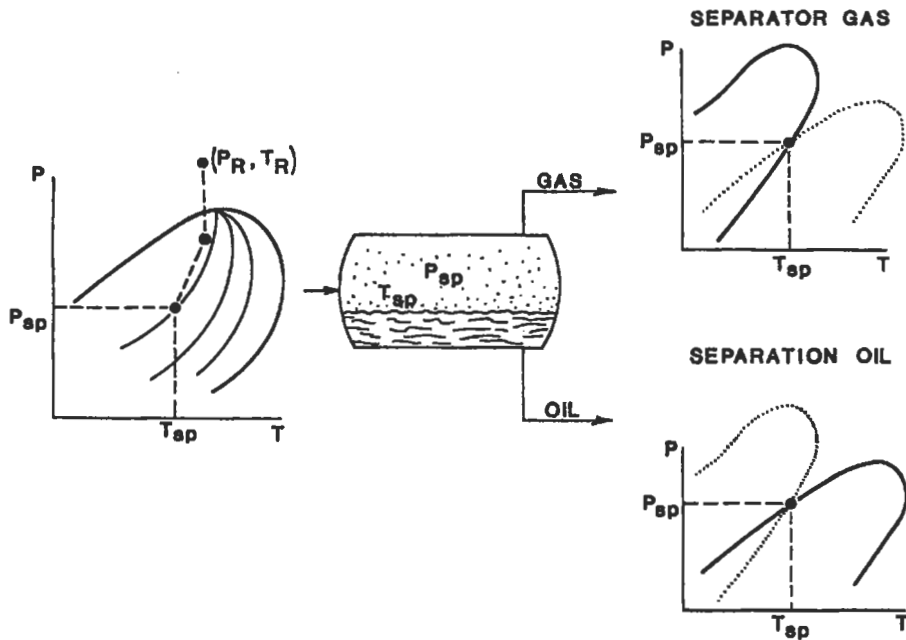 SEPARATOR GAS
P
Psp
Tsp
T
(PR, TR)
P
Psp
Tsp
T
GAS
Psp
Tsp
OIL
SEPARATION OIL
P
Psp
Tsp
T